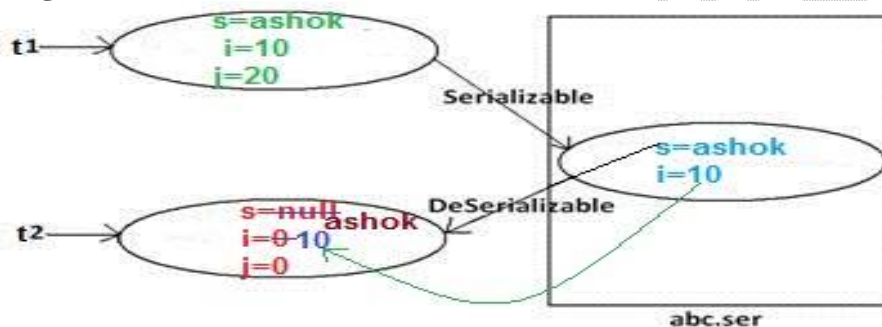 t1
s=ashok
i=10
j=20
Serializable
s=ashok
i=10
DeSerializable
t2
s=null ashok
i=0 10
j=0
abc.ser